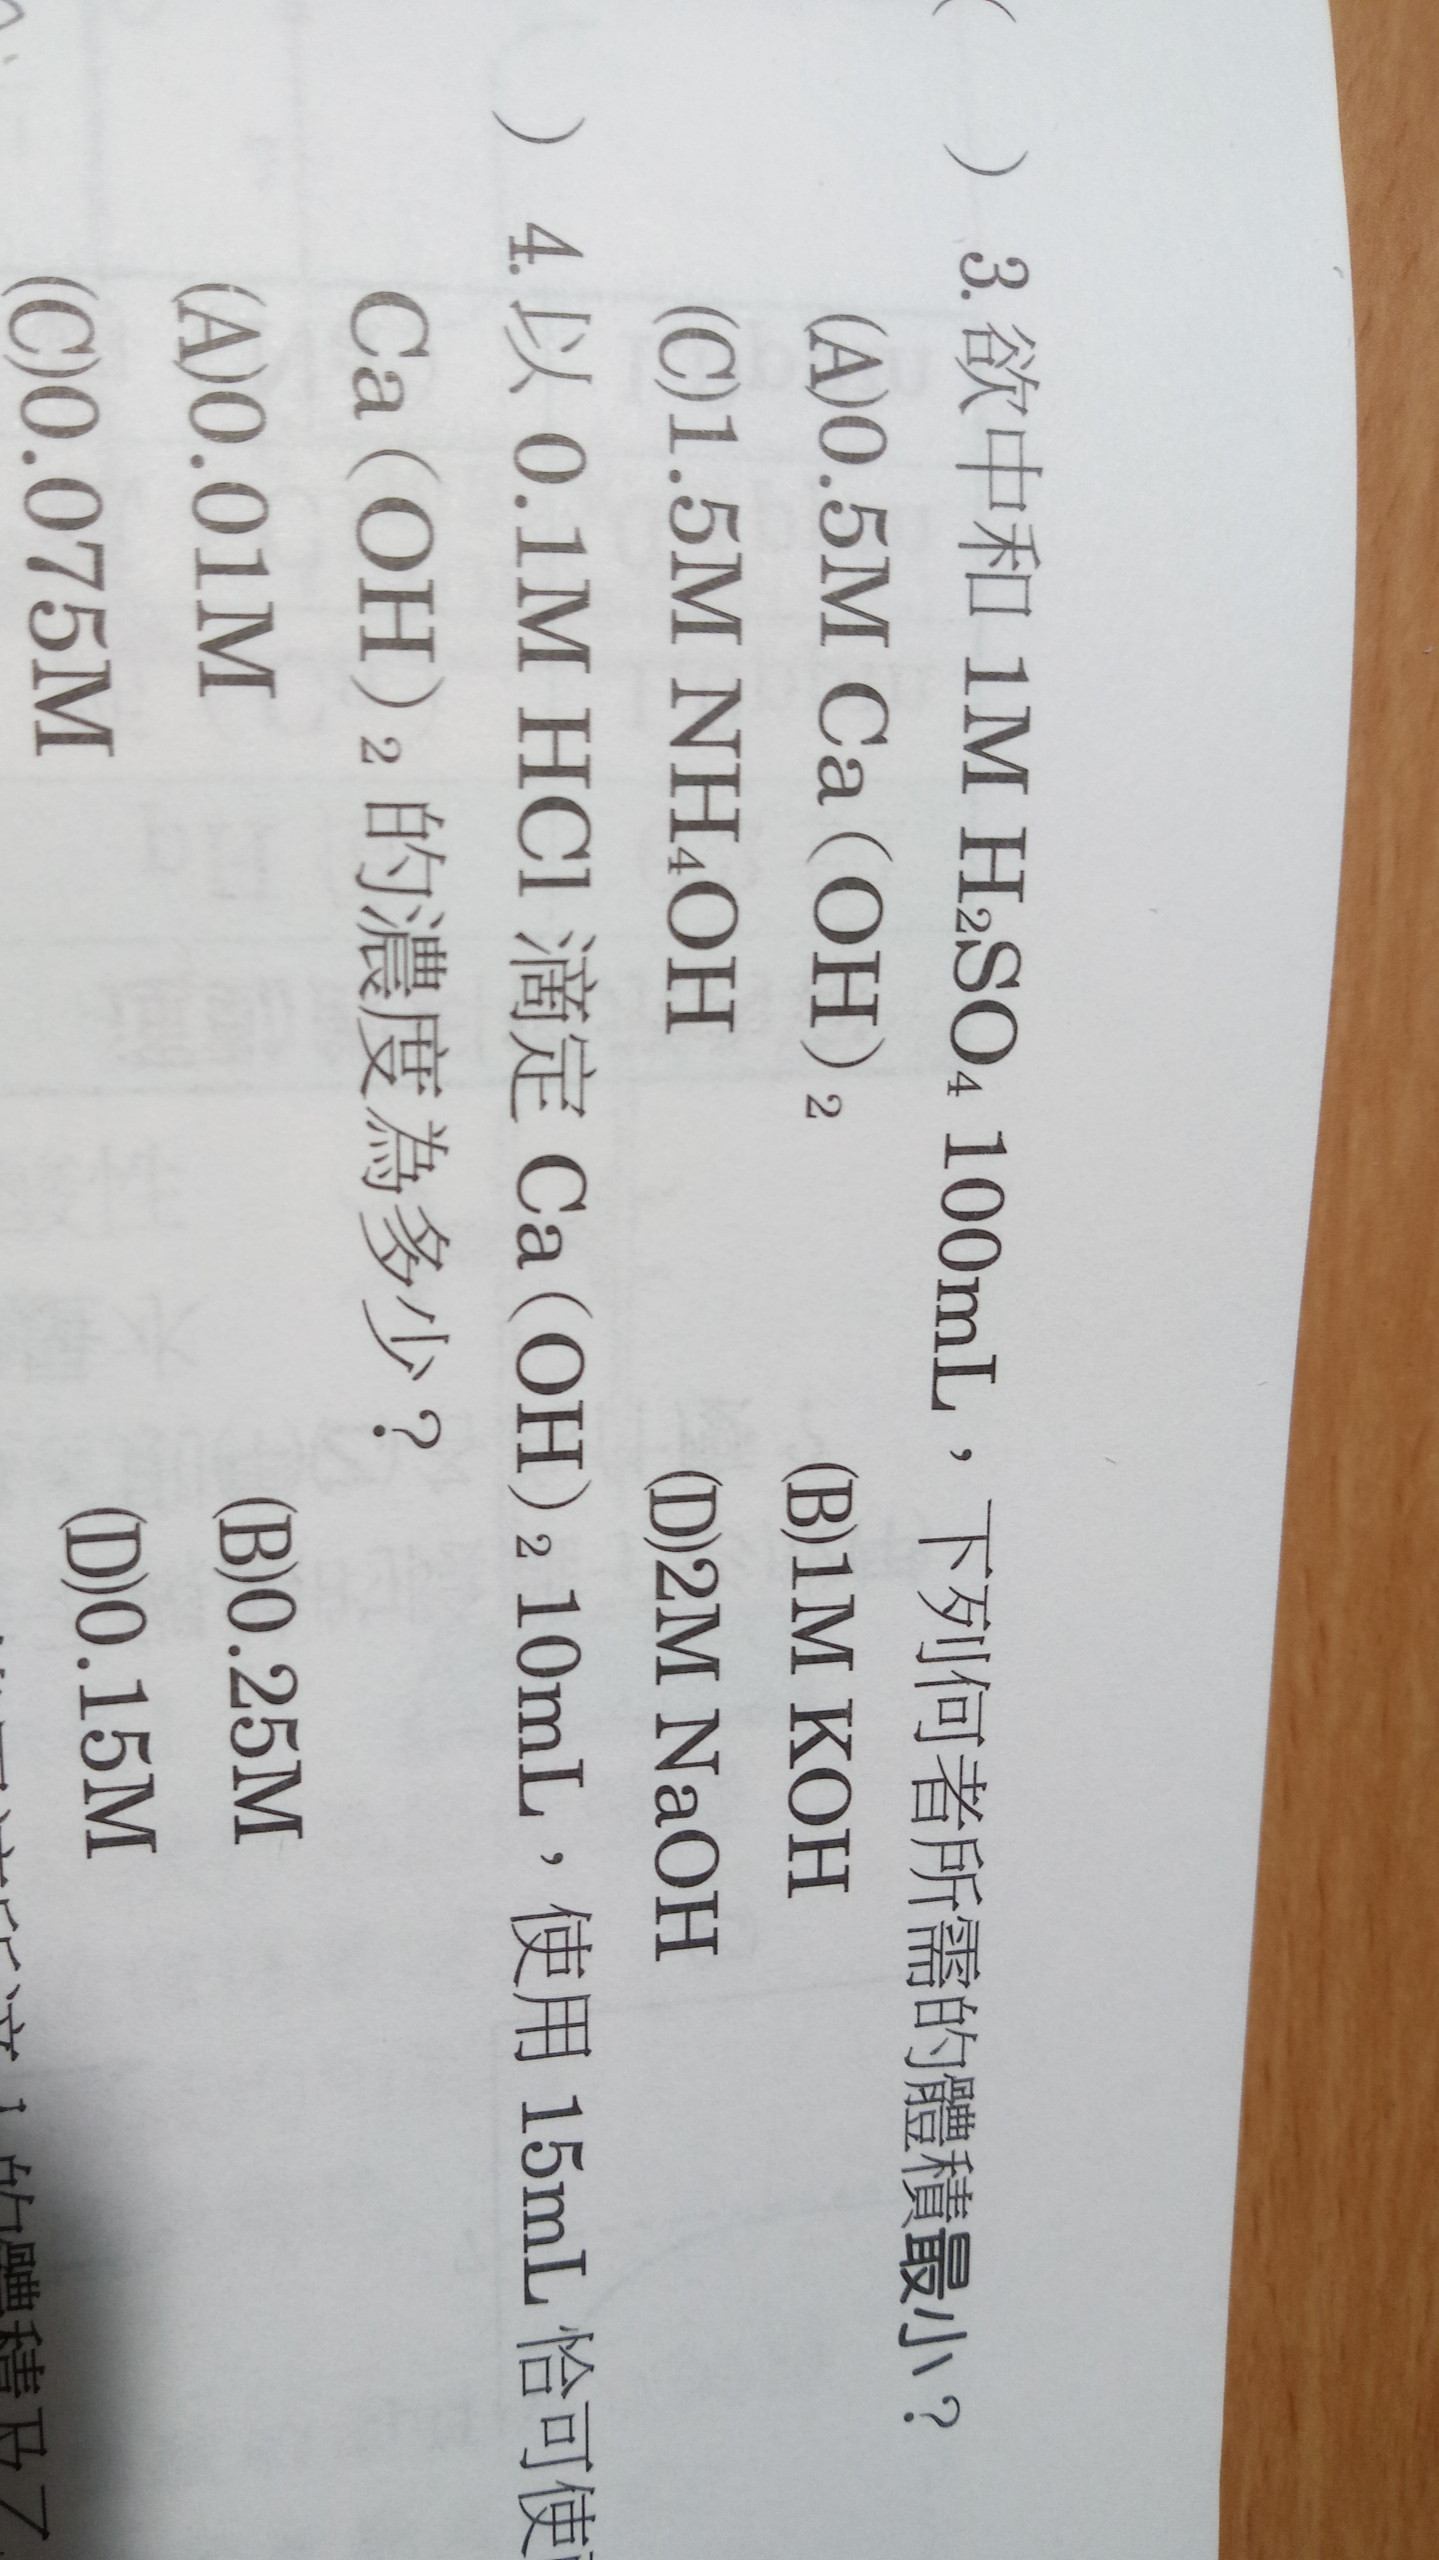 ( ) 3. 欲中和 1M H₂SO₄ 100mL，下列何者所需的體積最小？
(A)0.5M Ca(OH)₂ (B)1M KOH
(C)1.5M NH₄OH (D)2M NaOH
) 4. 以 0.1M HCl 滴定 Ca(OH)₂ 10mL，使用 15mL 恰可使
Ca(OH)₂ 的濃度為多少？
(A)0.01M (B)0.25M
(C)0.075M (D)0.15M